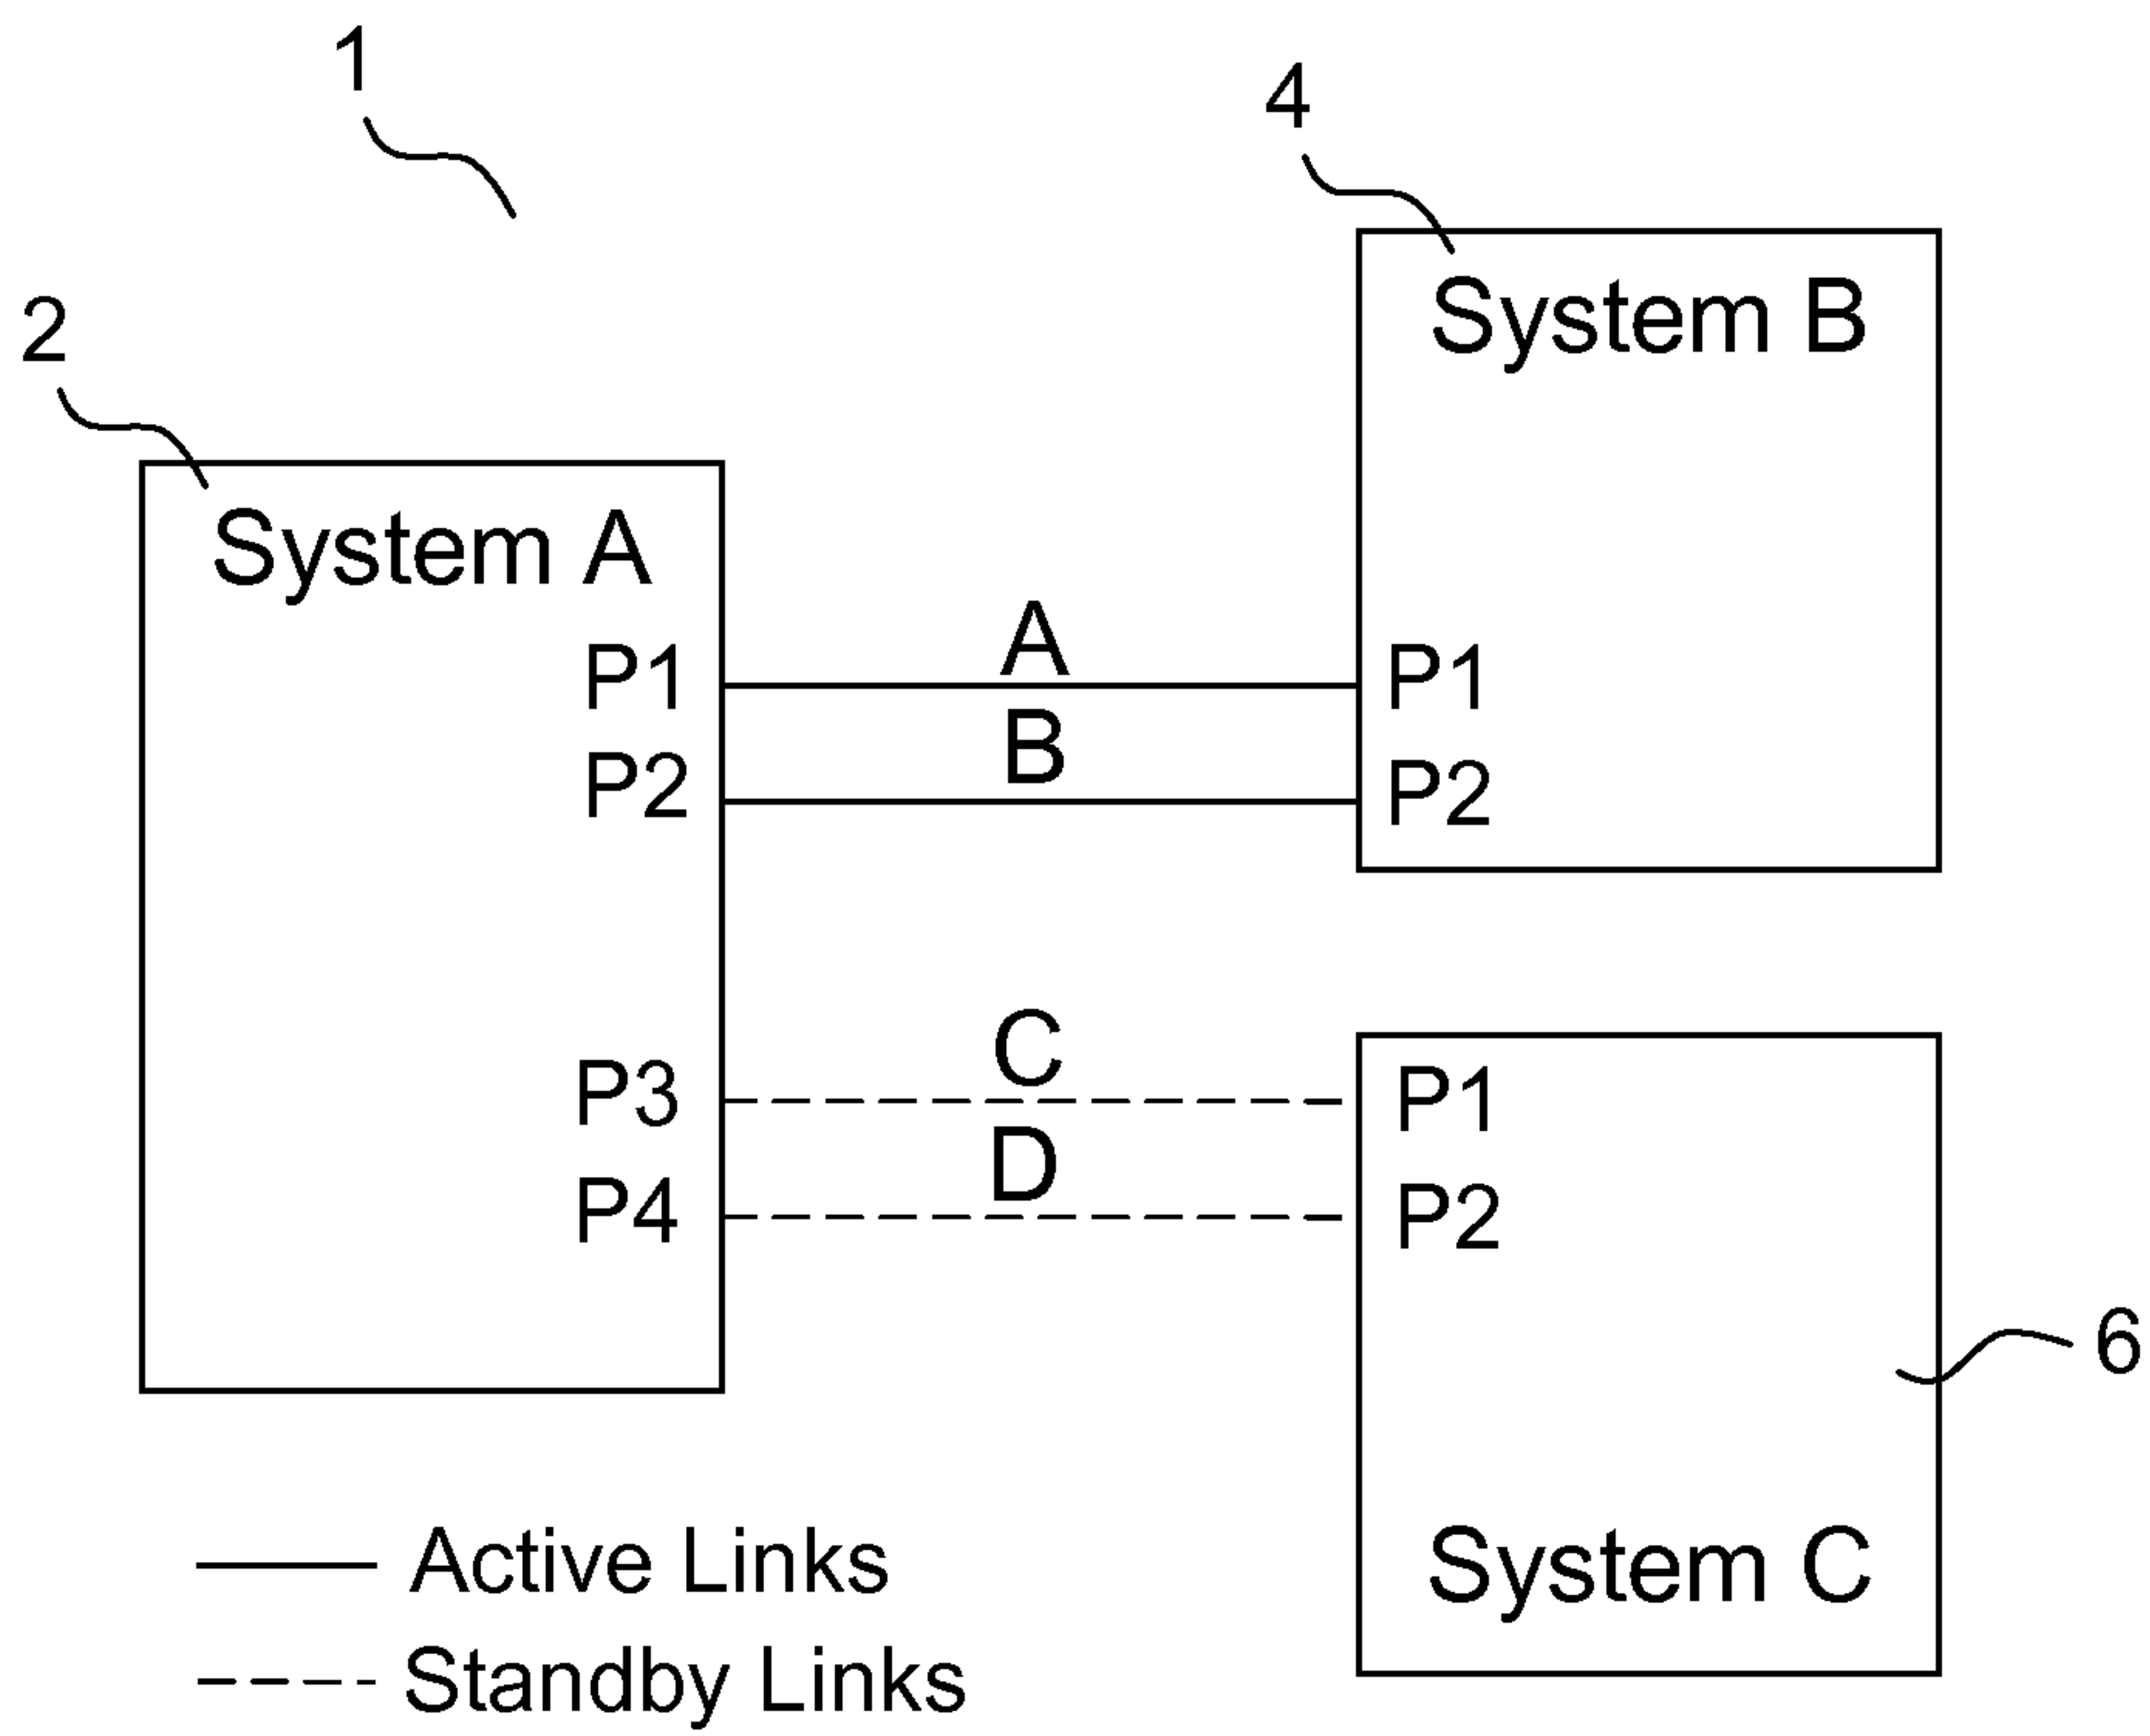 1
4
2
System B
System A
A
P1
P1
B
P2
P2
C
P3
P1
D
P4
P2
6
System C
Active Links
Standby Links